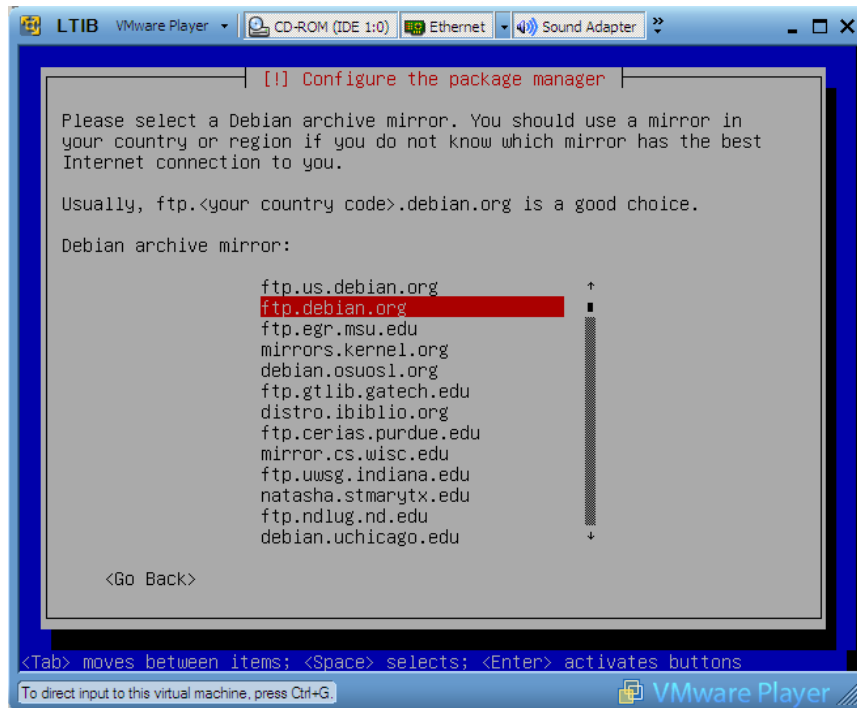 LTIB VMware Player CD-ROM (IDE 1:0) Ethernet Sound Adapter
[!] Configure the package manager
Please select a Debian archive mirror. You should use a mirror in
your country or region if you do not know which mirror has the best
Internet connection to you.
Usually, ftp.<your country code>.debian.org is a good choice.
Debian archive mirror:
ftp.us.debian.org
ftp.debian.org
ftp.egr.msu.edu
mirrors.kernel.org
debian.osuosl.org
ftp.gtlib.gatech.edu
distro.ibiblio.org
ftp.cerias.purdue.edu
mirror.cs.wisc.edu
ftp.uwsg.indiana.edu
natasha.stmarytx.edu
ftp.ndlug.nd.edu
debian.uchicago.edu
<Go Back>
<Tab> moves between items; <Space> selects; <Enter> activates buttons
To direct input to this virtual machine, press Ctrl+G. VMware Player